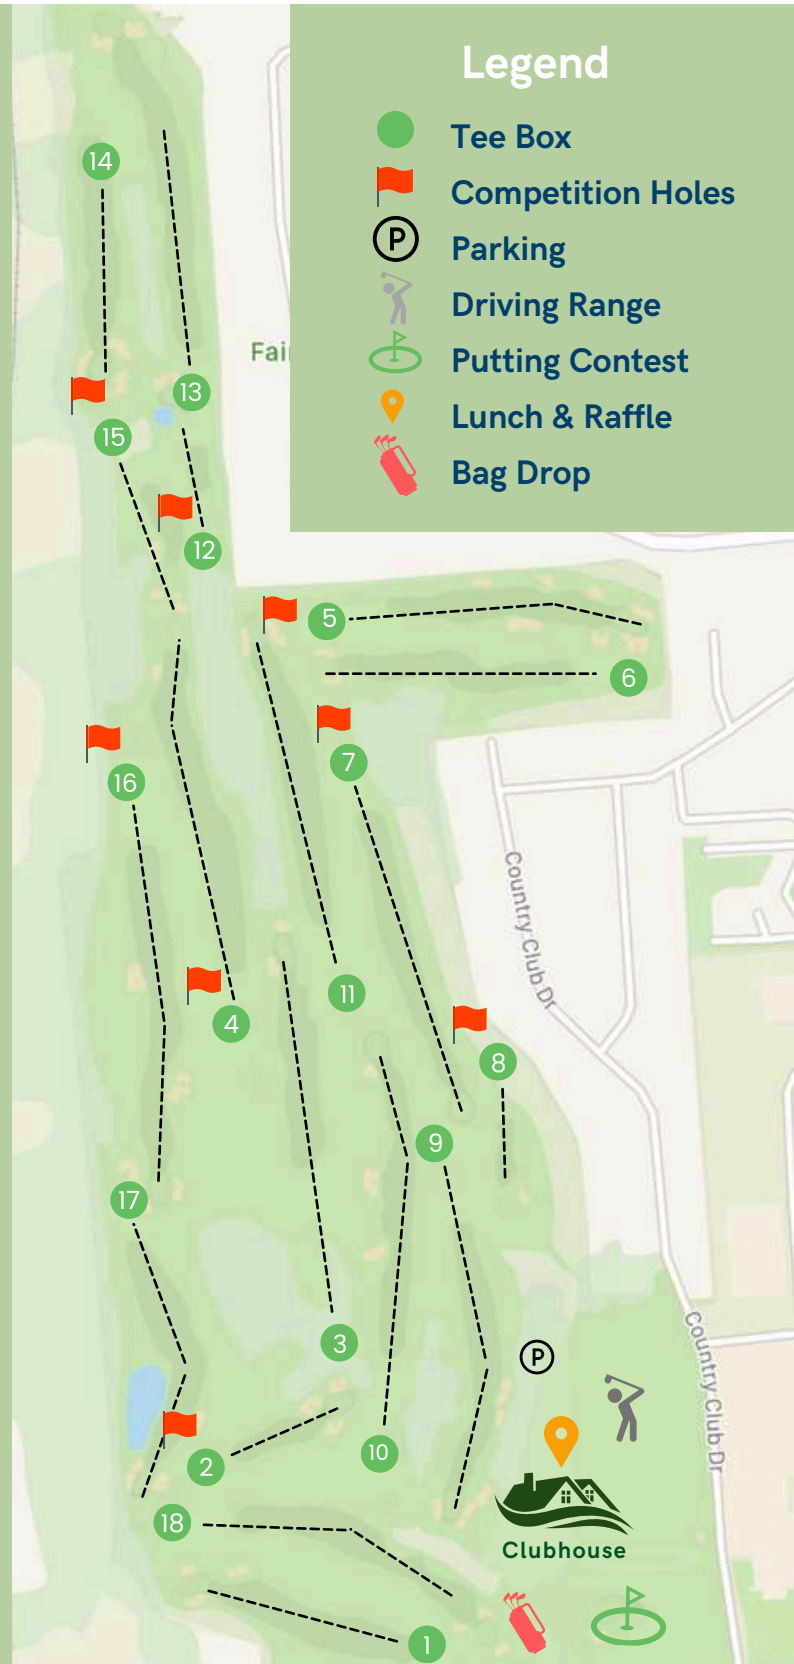 Legend
Tee Box
Competition Holes
P
Parking
Driving Range
Putting Contest
Lunch & Raffle
Bag Drop
14
Fai
13
15
12
5
6
7
16
Country Club Dr
11
4
8
9
17
3
P
Country Club Dr
10
2
18
Clubhouse
1